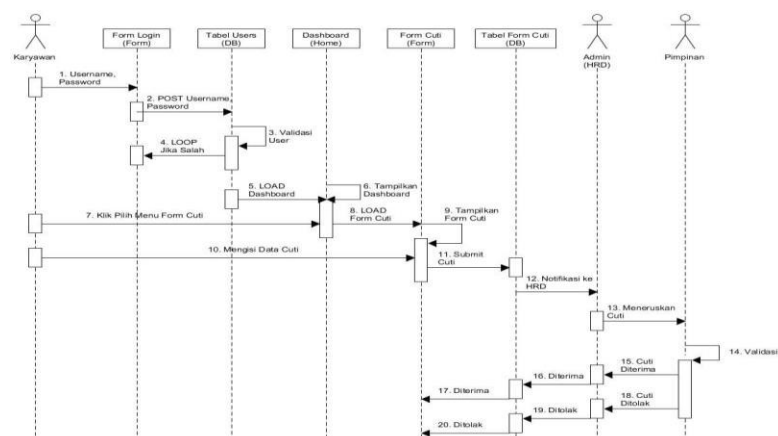 Karyawan
Form Login
(Form)
Tabel Users
(DB)
Dashboard
(Home)
Form Cuti
(Form)
Tabel Form Cuti
(DB)
Admin
(HRD)
Pimpinan
1. Username,
Password
2. POST Username,
Password
3. Validasi
User
4. LOOP
Jika Salah
5. LOAD
Dashboard
6. Tampilkan
Dashboard
7. Klik Pilih Menu Form Cuti
8. LOAD
Form Cuti
9. Tampilkan
Form Cuti
10. Mengisi Data Cuti
11. Submit
Cuti
12. Notifikasi ke
HRD
13. Meneruskan
Cuti
14. Validasi
15. Cuti
Diterima
16. Diterima
17. Diterima
18. Cuti
Ditolak
19. Ditolak
20. Ditolak